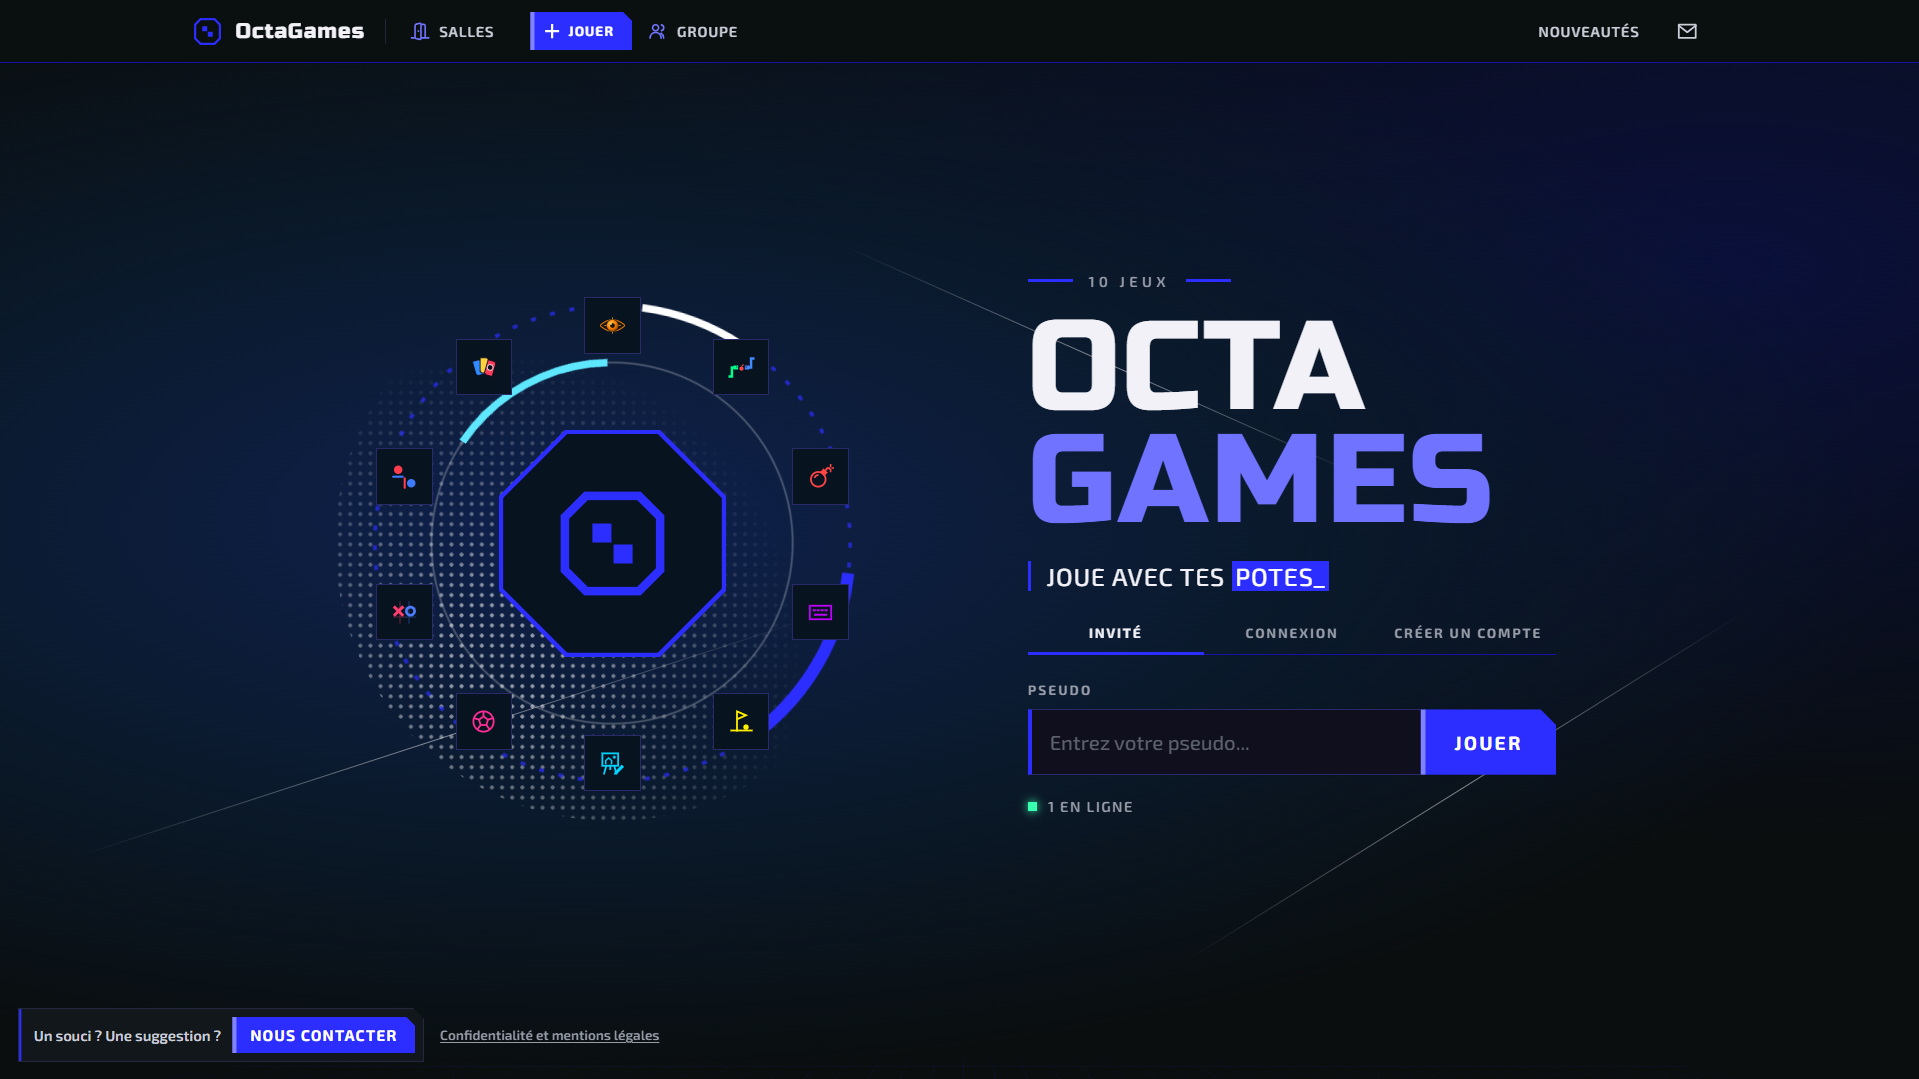 OctaGames
SALLES
JOUER
GROUPE
NOUVEAUTÉS
10 JEUX
OCTA
GAMES
JOUE AVEC TES POTES_
INVITÉ
CONNEXION
CRÉER UN COMPTE
PSEUDO
Entrez votre pseudo...
JOUER
1 EN LIGNE
Un souci ? Une suggestion ?
NOUS CONTACTER
Confidentialité et mentions légales